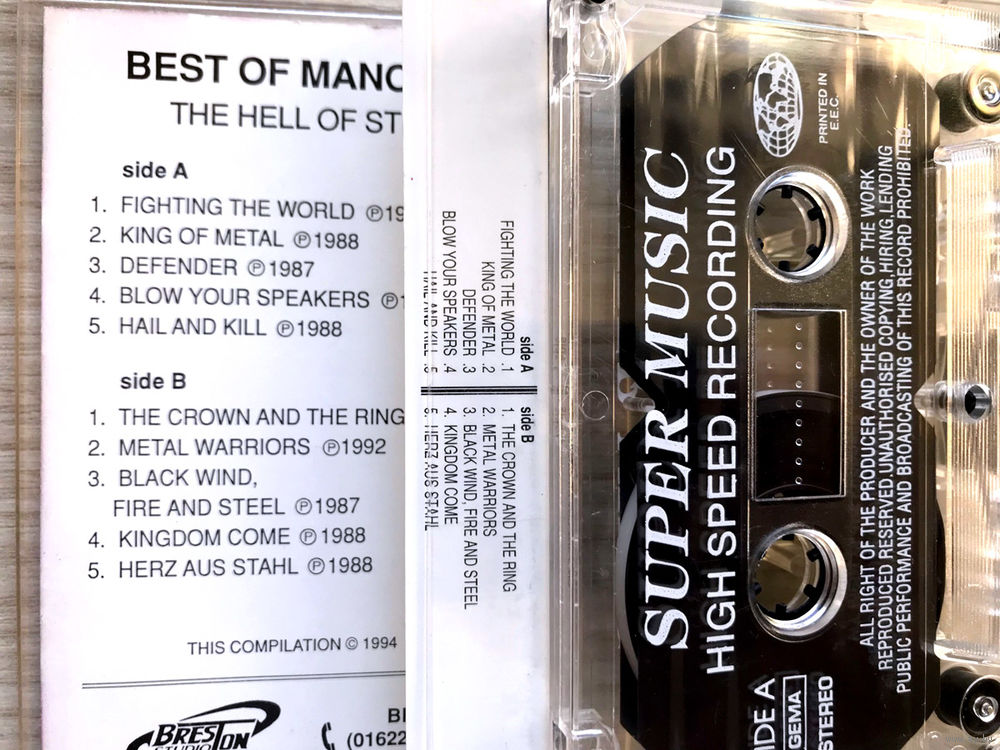 BEST OF MANO
THE HELL OF ST
side A
1. FIGHTING THE WORLD ℗19
2. KING OF METAL ℗1988
3. DEFENDER ℗1987
4. BLOW YOUR SPEAKERS ℗1
5. HAIL AND KILL ℗1988
side B
1. THE CROWN AND THE RING
2. METAL WARRIORS ℗1992
3. BLACK WIND,
FIRE AND STEEL ℗1987
4. KINGDOM COME ℗1988
5. HERZ AUS STAHL ℗1988
THIS COMPILATION © 1994
BRESTON
STUDIO
(01622
side A
FIGHTING THE WORLD .1
KING OF METAL .2
DEFENDER .3
BLOW YOUR SPEAKERS .4
HAIL AND KILL .5
side B
1. THE CROWN AND THE RING
2. METAL WARRIORS
3. BLACK WIND, FIRE AND STEEL
4. KINGDOM COME
5. HERZ AUS STAHL
SUPER MUSIC
HIGH SPEED RECORDING
PRINTED IN
E.E.C.
ALL RIGHT OF THE PRODUCER AND THE OWNER OF THE WORK
REPRODUCED RESERVED.UNAUTHORISED COPYING,HIRING,LENDING
PUBLIC PERFORMANCE AND BROADCASTING OF THIS RECORD PROHIBITED.
IDE A
GEMA
STEREO